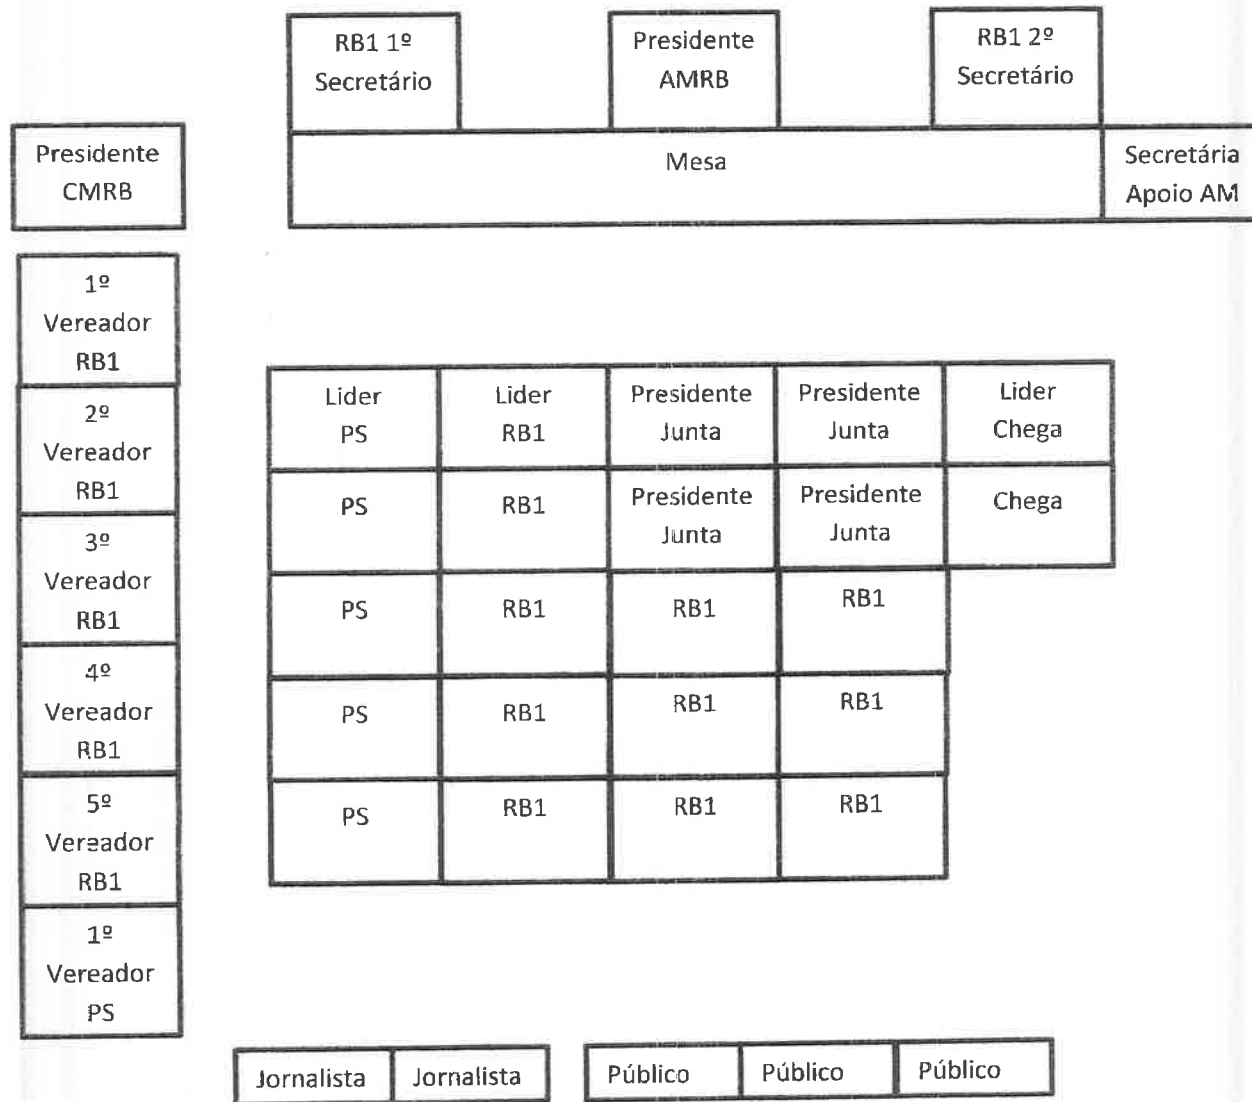 RB1 1º
Secretário
Presidente
AMRB
RB1 2º
Secretário
Presidente
CMRB
Mesa
Secretária
Apoio AM
1º
Vereador
RB1
2º
Vereador
RB1
3º
Vereador
RB1
4º
Vereador
RB1
5º
Vereador
RB1
1º
Vereador
PS
Lider
PS
Lider
RB1
Presidente
Junta
Presidente
Junta
Lider
Chega
PS
RB1
Presidente
Junta
Presidente
Junta
Chega
PS
RB1
RB1
RB1
PS
RB1
RB1
RB1
PS
RB1
RB1
RB1
Jornalista
Jornalista
Público
Público
Público